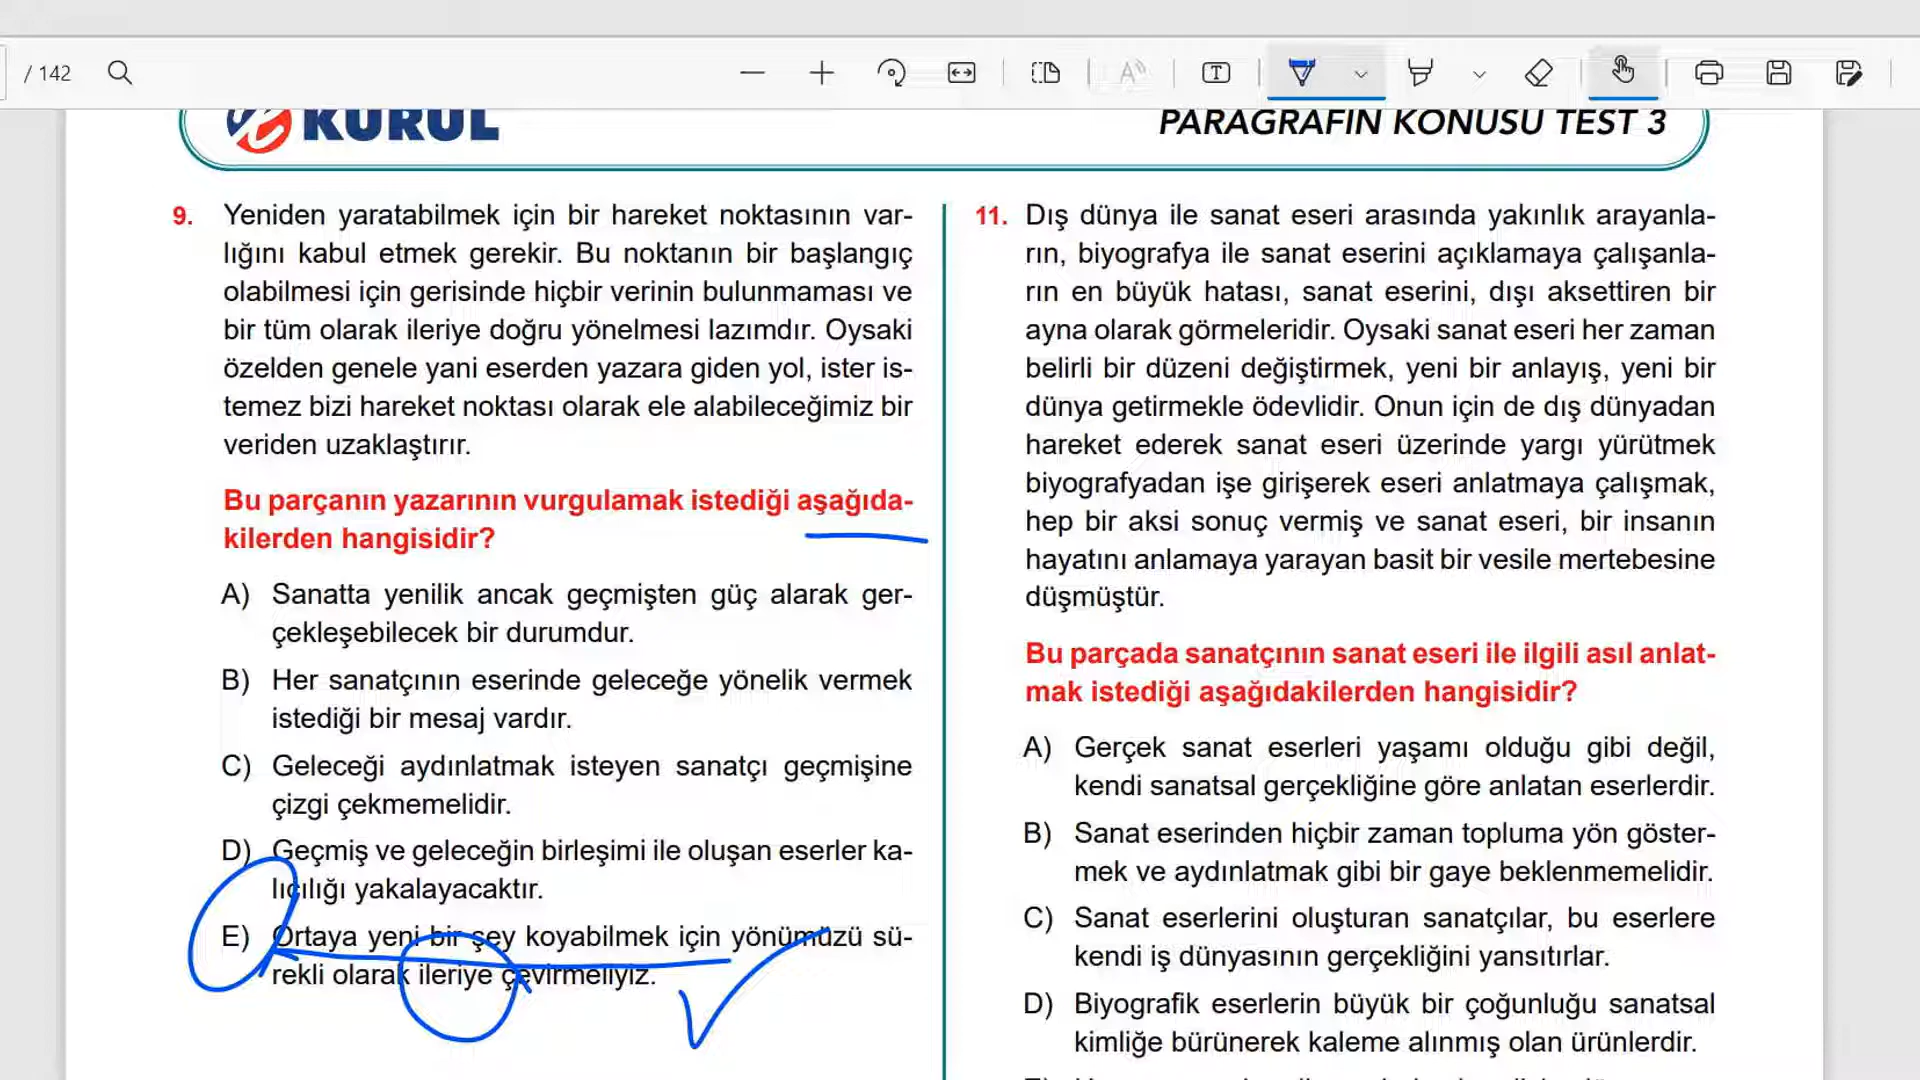 / 142
KURUL
PARAGRAFIN KONUSU TEST 3
9. Yeniden yaratabilmek için bir hareket noktasının var-
lığını kabul etmek gerekir. Bu noktanın bir başlangıç
olabilmesi için gerisinde hiçbir verinin bulunmaması ve
bir tüm olarak ileriye doğru yönelmesi lazımdır. Oysaki
özelden genele yani eserden yazara giden yol, ister is-
temez bizi hareket noktası olarak ele alabileceğimiz bir
veriden uzaklaştırır.
Bu parçanın yazarının vurgulamak istediği aşağıda-
kilerden hangisidir?
A) Sanatta yenilik ancak geçmişten güç alarak ger-
çekleşebilecek bir durumdur.
B) Her sanatçının eserinde geleceğe yönelik vermek
istediği bir mesaj vardır.
C) Geleceği aydınlatmak isteyen sanatçı geçmişine
çizgi çekmemelidir.
D) Geçmiş ve geleceğin birleşimi ile oluşan eserler ka-
lıcılığı yakalayacaktır.
E) Ortaya yeni bir şey koyabilmek için yönümüzü sü-
rekli olarak ileriye çevirmeliyiz.
11. Dış dünya ile sanat eseri arasında yakınlık arayanla-
rın, biyografya ile sanat eserini açıklamaya çalışanla-
rın en büyük hatası, sanat eserini, dışı aksettiren bir
ayna olarak görmeleridir. Oysaki sanat eseri her zaman
belirli bir düzeni değiştirmek, yeni bir anlayış, yeni bir
dünya getirmekle ödevlidir. Onun için de dış dünyadan
hareket ederek sanat eseri üzerinde yargı yürütmek
biyografyadan işe girişerek eseri anlatmaya çalışmak,
hep bir aksi sonuç vermiş ve sanat eseri, bir insanın
hayatını anlamaya yarayan basit bir vesile mertebesine
düşmüştür.
Bu parçada sanatçının sanat eseri ile ilgili asıl anlat-
mak istediği aşağıdakilerden hangisidir?
A) Gerçek sanat eserleri yaşamı olduğu gibi değil,
kendi sanatsal gerçekliğine göre anlatan eserlerdir.
B) Sanat eserinden hiçbir zaman topluma yön göster-
mek ve aydınlatmak gibi bir gaye beklenmemelidir.
C) Sanat eserlerini oluşturan sanatçılar, bu eserlere
kendi iş dünyasının gerçekliğini yansıtırlar.
D) Biyografik eserlerin büyük bir çoğunluğu sanatsal
kimliğe bürünerek kaleme alınmış olan ürünlerdir.